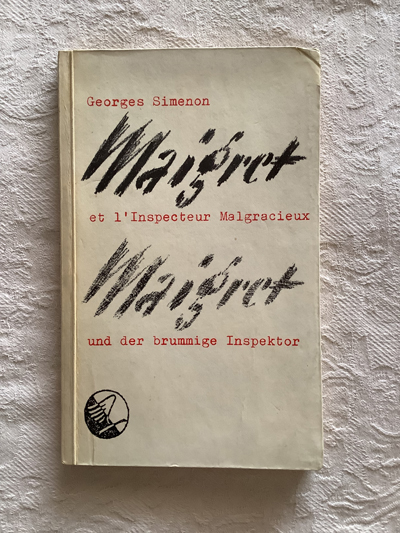 Georges Simenon
Maigret
et l'Inspecteur Malgracieux
Maigret
und der brummige Inspektor